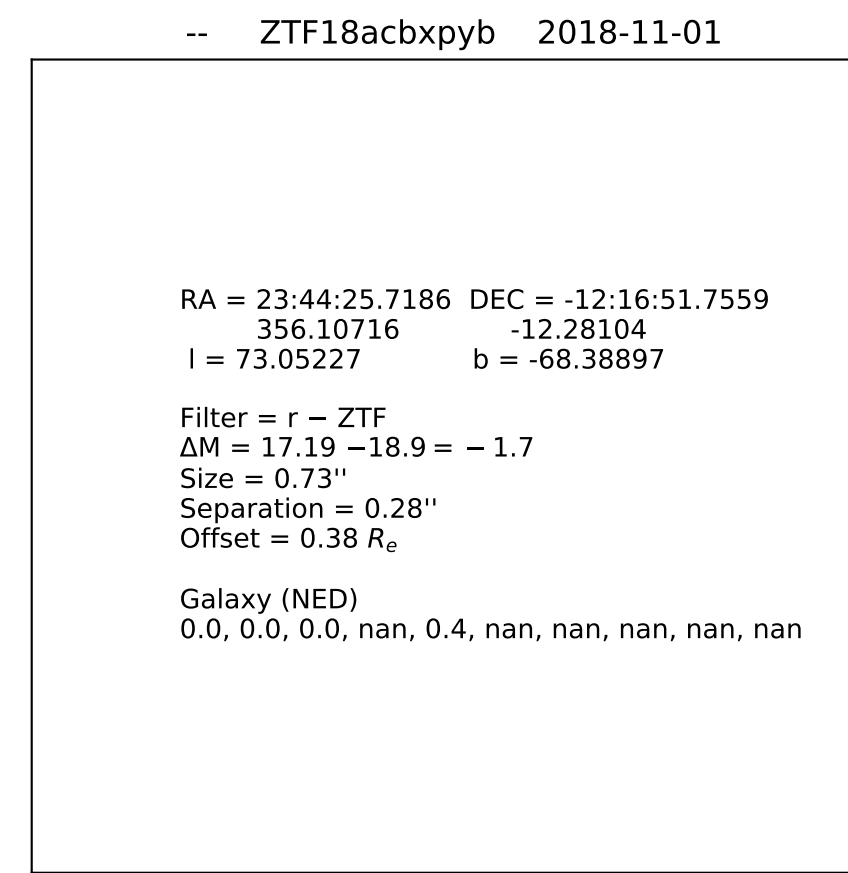 -- ZTF18acbxpyb 2018-11-01
RA = 23:44:25.7186 DEC = -12:16:51.7559
356.10716 -12.28104
l = 73.05227 b = -68.38897
Filter = r − ZTF
ΔM = 17.19 −18.9 = − 1.7
Size = 0.73''
Separation = 0.28''
Offset = 0.38 Re
Galaxy (NED)
0.0, 0.0, 0.0, nan, 0.4, nan, nan, nan, nan, nan